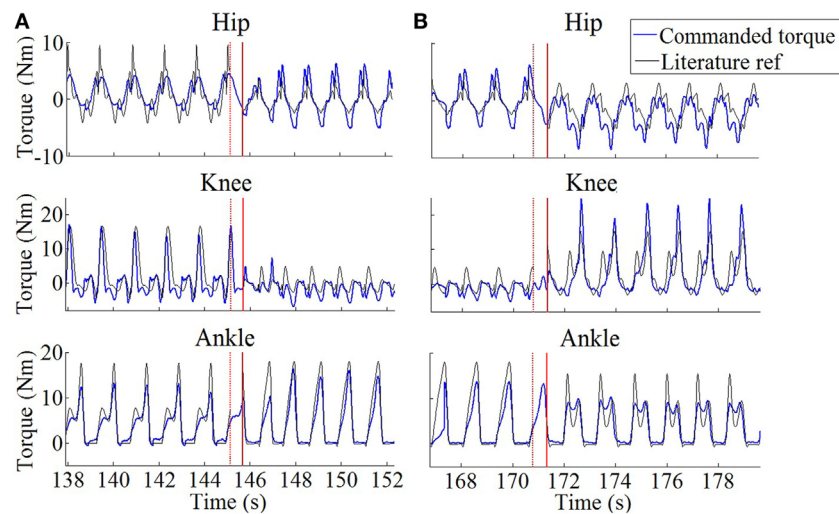 A
Hip
B
Hip
Commanded torque
Literature ref
Torque (Nm)
10
0
-10
Knee
Knee
Torque (Nm)
20
10
0
Ankle
Ankle
Torque (Nm)
20
10
0
138 140 142 144 146 148 150 152
168 170 172 174 176 178
Time (s)
Time (s)